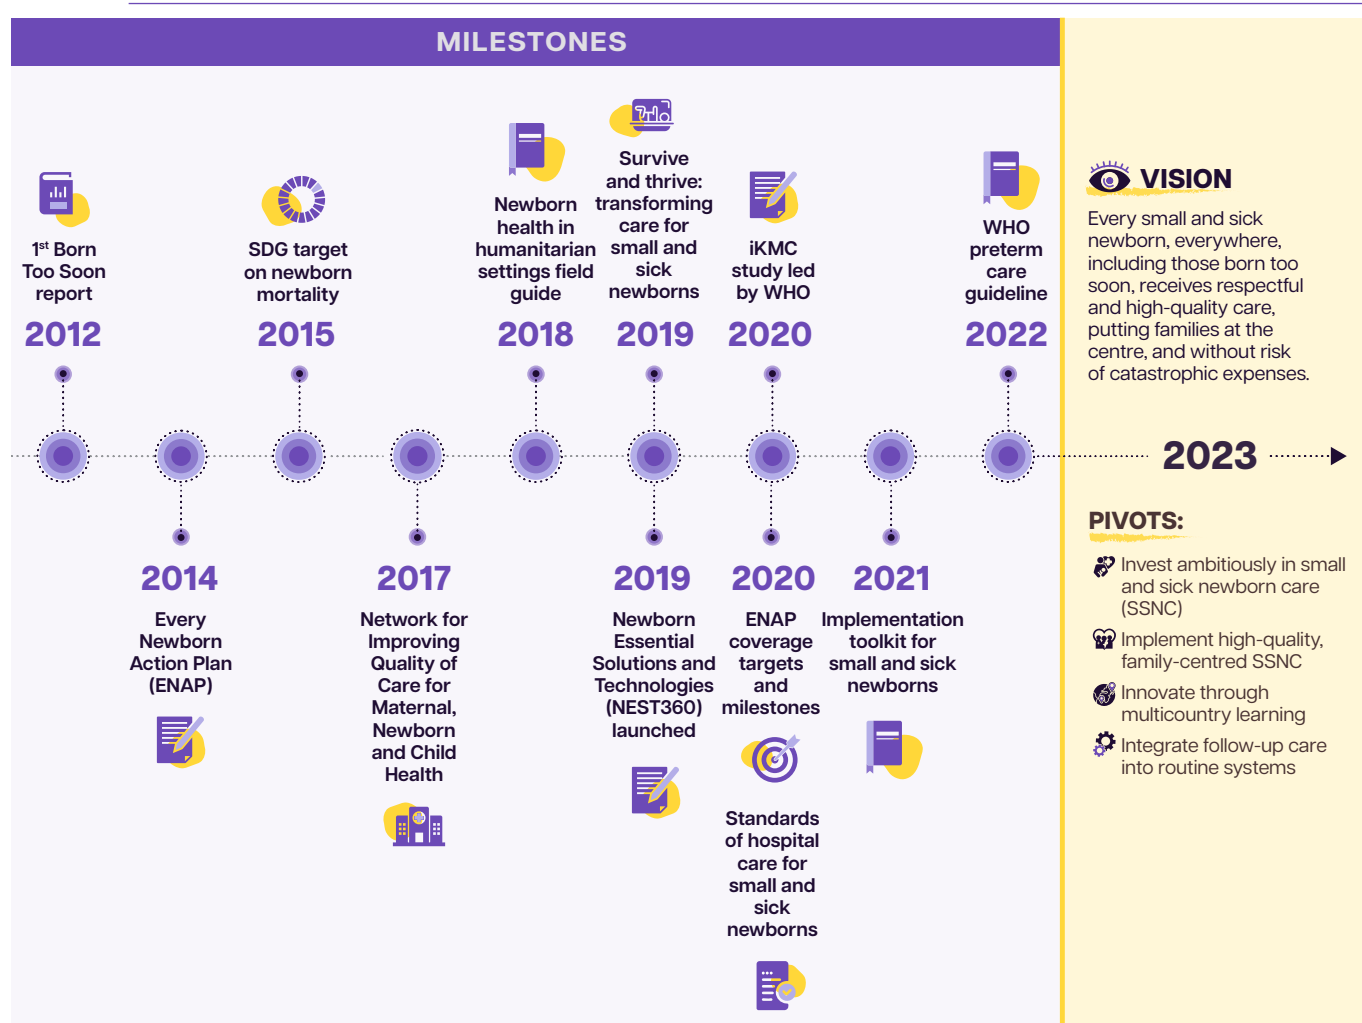 MILESTONES
1st Born
Too Soon
report
2012
SDG target
on newborn
mortality
2015
Newborn
health in
humanitarian
settings field
guide
2018
Survive
and thrive:
transforming
care for
small and
sick
newborns
2019
iKMC
study led
by WHO
2020
WHO
preterm
care
guideline
2022
2014
Every
Newborn
Action Plan
(ENAP)
2017
Network for
Improving
Quality of
Care for
Maternal,
Newborn
and Child
Health
2019
Newborn
Essential
Solutions and
Technologies
(NEST360)
launched
2020
ENAP
coverage
targets
and
milestones
Standards
of hospital
care for
small and
sick
newborns
2021
Implementation
toolkit for
small and sick
newborns
VISION
Every small and sick
newborn, everywhere,
including those born too
soon, receives respectful
and high-quality care,
putting families at the
centre, and without risk
of catastrophic expenses.
2023
PIVOTS:
Invest ambitiously in small
and sick newborn care
(SSNC)
Implement high-quality,
family-centred SSNC
Innovate through
multicountry learning
Integrate follow-up care
into routine systems